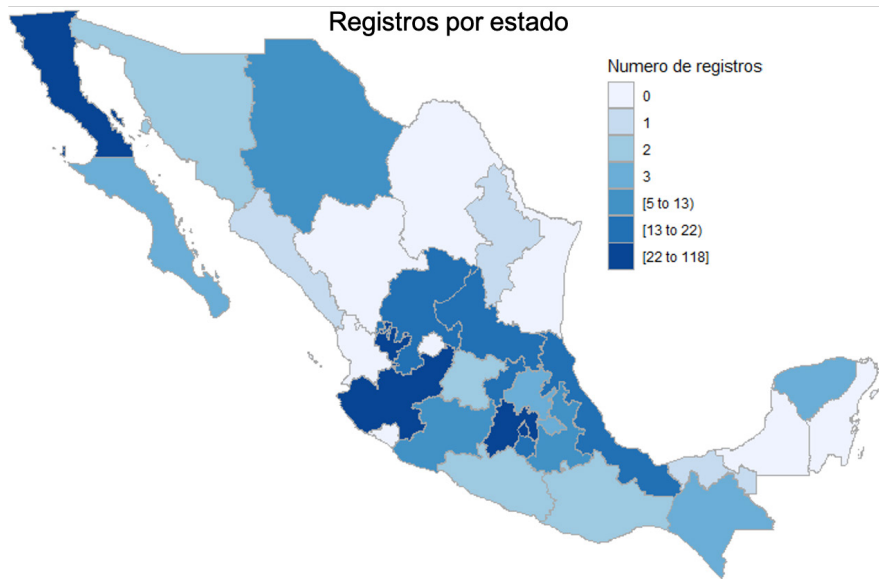 Registros por estado
Numero de registros
0
1
2
3
[5 to 13)
[13 to 22)
[22 to 118]